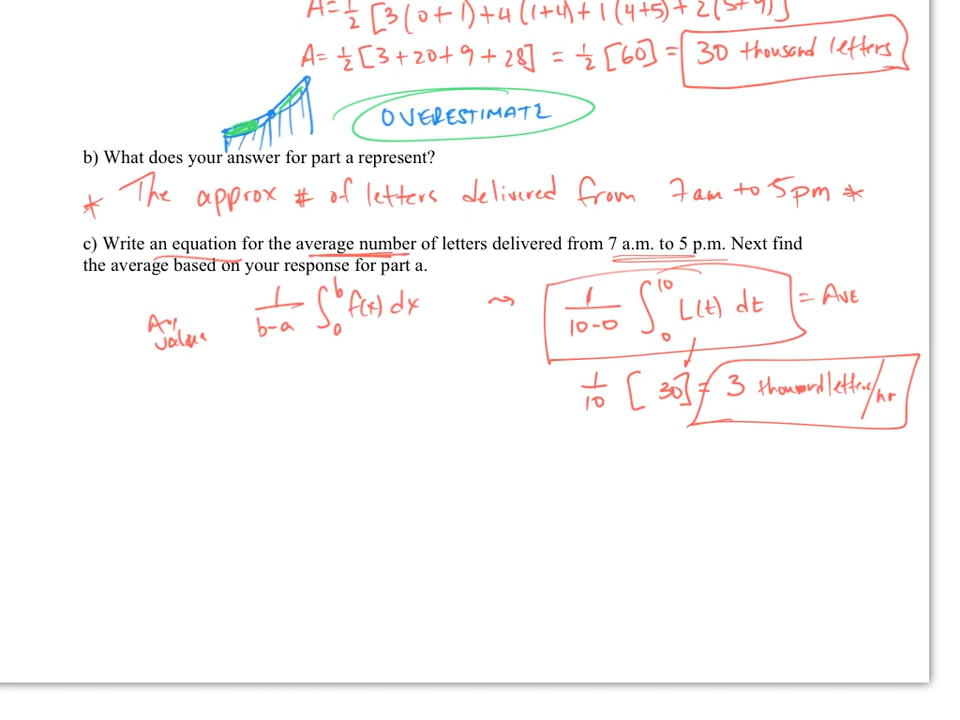 A=½ [3(0+1)+4(1+4)+1(4+5)+2(5+9)]
A=½[3+20+9+28] = ½[60] = 30 thousand letters
OVERESTIMATE
b) What does your answer for part a represent?
* The approx # of letters delivered from 7am to 5pm *
c) Write an equation for the average number of letters delivered from 7 a.m. to 5 p.m. Next find
the average based on your response for part a.
Avg value 1/(b-a) ∫ₐᵇ f(x) dx ⇝ 1/(10-0) ∫₀¹⁰ L(t) dt = AVE
1/10 [30] = 3 thousand letters/hr